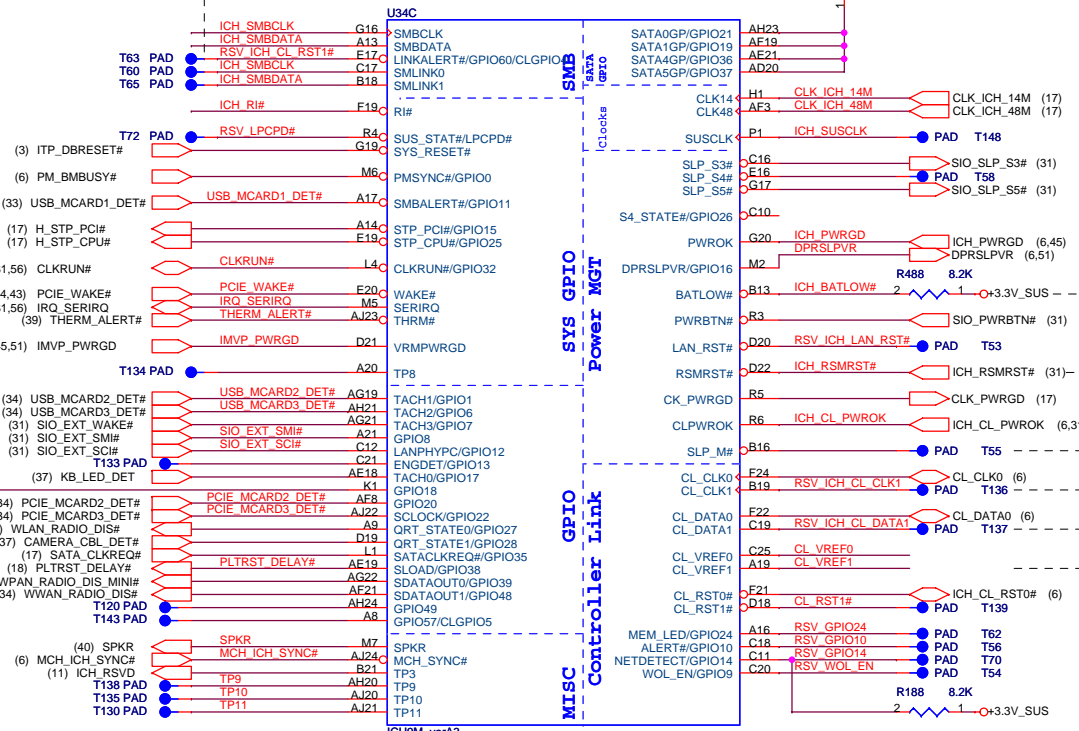 U34C
1
ICH_SMBCLK G16 SMBCLK
ICH_SMBDATA A13 SMBDATA
T63 PAD RSV_ICH_CL_RST1# E17 LINKALERT#/GPIO60/CLGPIO4
T60 PAD ICH_SMBCLK C17 SMLINK0
T65 PAD ICH_SMBDATA B18 SMLINK1
ICH_RI# F19 RI#
T72 PAD RSV_LPCPD# R4 SUS_STAT#/LPCPD#
(3) ITP_DBRESET# G19 SYS_RESET#
(6) PM_BMBUSY# M6 PMSYNC#/GPIO0
(33) USB_MCARD1_DET# USB_MCARD1_DET# A17 SMBALERT#/GPIO11
(17) H_STP_PCI# A14 STP_PCI#/GPIO15
(17) H_STP_CPU# E19 STP_CPU#/GPIO25
1,56) CLKRUN# CLKRUN# L4 CLKRUN#/GPIO32
4,43) PCIE_WAKE# PCIE_WAKE# E20 WAKE#
1,56) IRQ_SERIRQ IRQ_SERIRQ M5 SERIRQ
(39) THERM_ALERT# THERM_ALERT# AJ23 THRM#
5,51) IMVP_PWRGD IMVP_PWRGD D21 VRMPWRGD
T134 PAD A20 TP8
(34) USB_MCARD2_DET# USB_MCARD2_DET# AG19 TACH1/GPIO1
(34) USB_MCARD3_DET# USB_MCARD3_DET# AH21 TACH2/GPIO6
(31) SIO_EXT_WAKE# AG21 TACH3/GPIO7
(31) SIO_EXT_SMI# SIO_EXT_SMI# A21 GPIO8
(31) SIO_EXT_SCI# SIO_EXT_SCI# C12 LANPHYPC/GPIO12
T133 PAD C21 ENGDET/GPIO13
(37) KB_LED_DET AE18 TACH0/GPIO17
K1 GPIO18
34) PCIE_MCARD2_DET# PCIE_MCARD2_DET# AF8 GPIO20
34) PCIE_MCARD3_DET# PCIE_MCARD3_DET# AJ22 SCLOCK/GPIO22
) WLAN_RADIO_DIS# A9 QRT_STATE0/GPIO27
37) CAMERA_CBL_DET# D19 QRT_STATE1/GPIO28
(17) SATA_CLKREQ# L1 SATACLKREQ#/GPIO35
(18) PLTRST_DELAY# PLTRST_DELAY# AE19 SLOAD/GPIO38
WPAN_RADIO_DIS_MINI# AG22 SDATAOUT0/GPIO39
34) WWAN_RADIO_DIS# AF21 SDATAOUT1/GPIO48
T120 PAD AH24 GPIO49
T143 PAD A8 GPIO57/CLGPIO5
(40) SPKR SPKR M7 SPKR
(6) MCH_ICH_SYNC# MCH_ICH_SYNC# AJ24 MCH_SYNC#
(11) ICH_RSVD B21 TP3
T138 PAD TP9 AH20 TP9
T135 PAD TP10 AJ20 TP10
T130 PAD TP11 AJ21 TP11
SMB
SYS GPIO
GPIO
MISC
SATA
GPIO
Clocks
Power MGT
Controller Link
SATA0GP/GPIO21 AH23
SATA1GP/GPIO19 AF19
SATA4GP/GPIO36 AE21
SATA5GP/GPIO37 AD20
CLK14 H1 CLK_ICH_14M CLK_ICH_14M (17)
CLK48 AF3 CLK_ICH_48M CLK_ICH_48M (17)
SUSCLK P1 ICH_SUSCLK PAD T148
SLP_S3# C16 SIO_SLP_S3# (31)
SLP_S4# E16 PAD T58
SLP_S5# G17 SIO_SLP_S5# (31)
S4_STATE#/GPIO26 C10
PWROK G20 ICH_PWRGD ICH_PWRGD (6,45)
DPRSLPVR/GPIO16 M2 DPRSLPVR DPRSLPVR (6,51)
R488 8.2K
BATLOW# B13 ICH_BATLOW# 2 1 +3.3V_SUS
PWRBTN# R3 SIO_PWRBTN# (31)
LAN_RST# D20 RSV_ICH_LAN_RST# PAD T53
RSMRST# D22 ICH_RSMRST# ICH_RSMRST# (31)
CK_PWRGD R5 CLK_PWRGD (17)
CLPWROK R6 ICH_CL_PWROK ICH_CL_PWROK (6,31
SLP_M# B16 PAD T55
CL_CLK0 F24 CL_CLK0 (6)
CL_CLK1 B19 RSV_ICH_CL_CLK1 PAD T136
CL_DATA0 F22 CL_DATA0 (6)
CL_DATA1 C19 RSV_ICH_CL_DATA1 PAD T137
CL_VREF0 C25 CL_VREF0
CL_VREF1 A19 CL_VREF1
CL_RST0# F21 ICH_CL_RST0# (6)
CL_RST1# D18 CL_RST1# PAD T139
MEM_LED/GPIO24 A16 RSV_GPIO24 PAD T62
ALERT#/GPIO10 C18 RSV_GPIO10 PAD T56
NETDETECT/GPIO14 C11 RSV_GPIO14 PAD T70
WOL_EN/GPIO9 C20 RSV_WOL_EN PAD T54
R188 8.2K
2 1 +3.3V_SUS